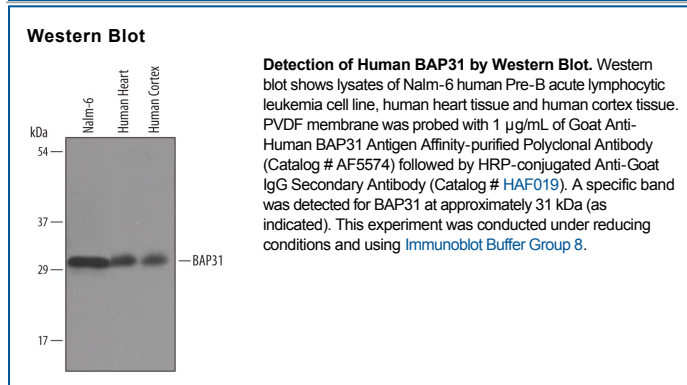 Western Blot
Nalm-6
Human Heart
Human Cortex
kDa
54
37
29
17
BAP31
Detection of Human BAP31 by Western Blot. Western
blot shows lysates of Nalm-6 human Pre-B acute lymphocytic
leukemia cell line, human heart tissue and human cortex tissue.
PVDF membrane was probed with 1 µg/mL of Goat Anti-
Human BAP31 Antigen Affinity-purified Polyclonal Antibody
(Catalog # AF5574) followed by HRP-conjugated Anti-Goat
IgG Secondary Antibody (Catalog # HAF019). A specific band
was detected for BAP31 at approximately 31 kDa (as
indicated). This experiment was conducted under reducing
conditions and using Immunoblot Buffer Group 8.